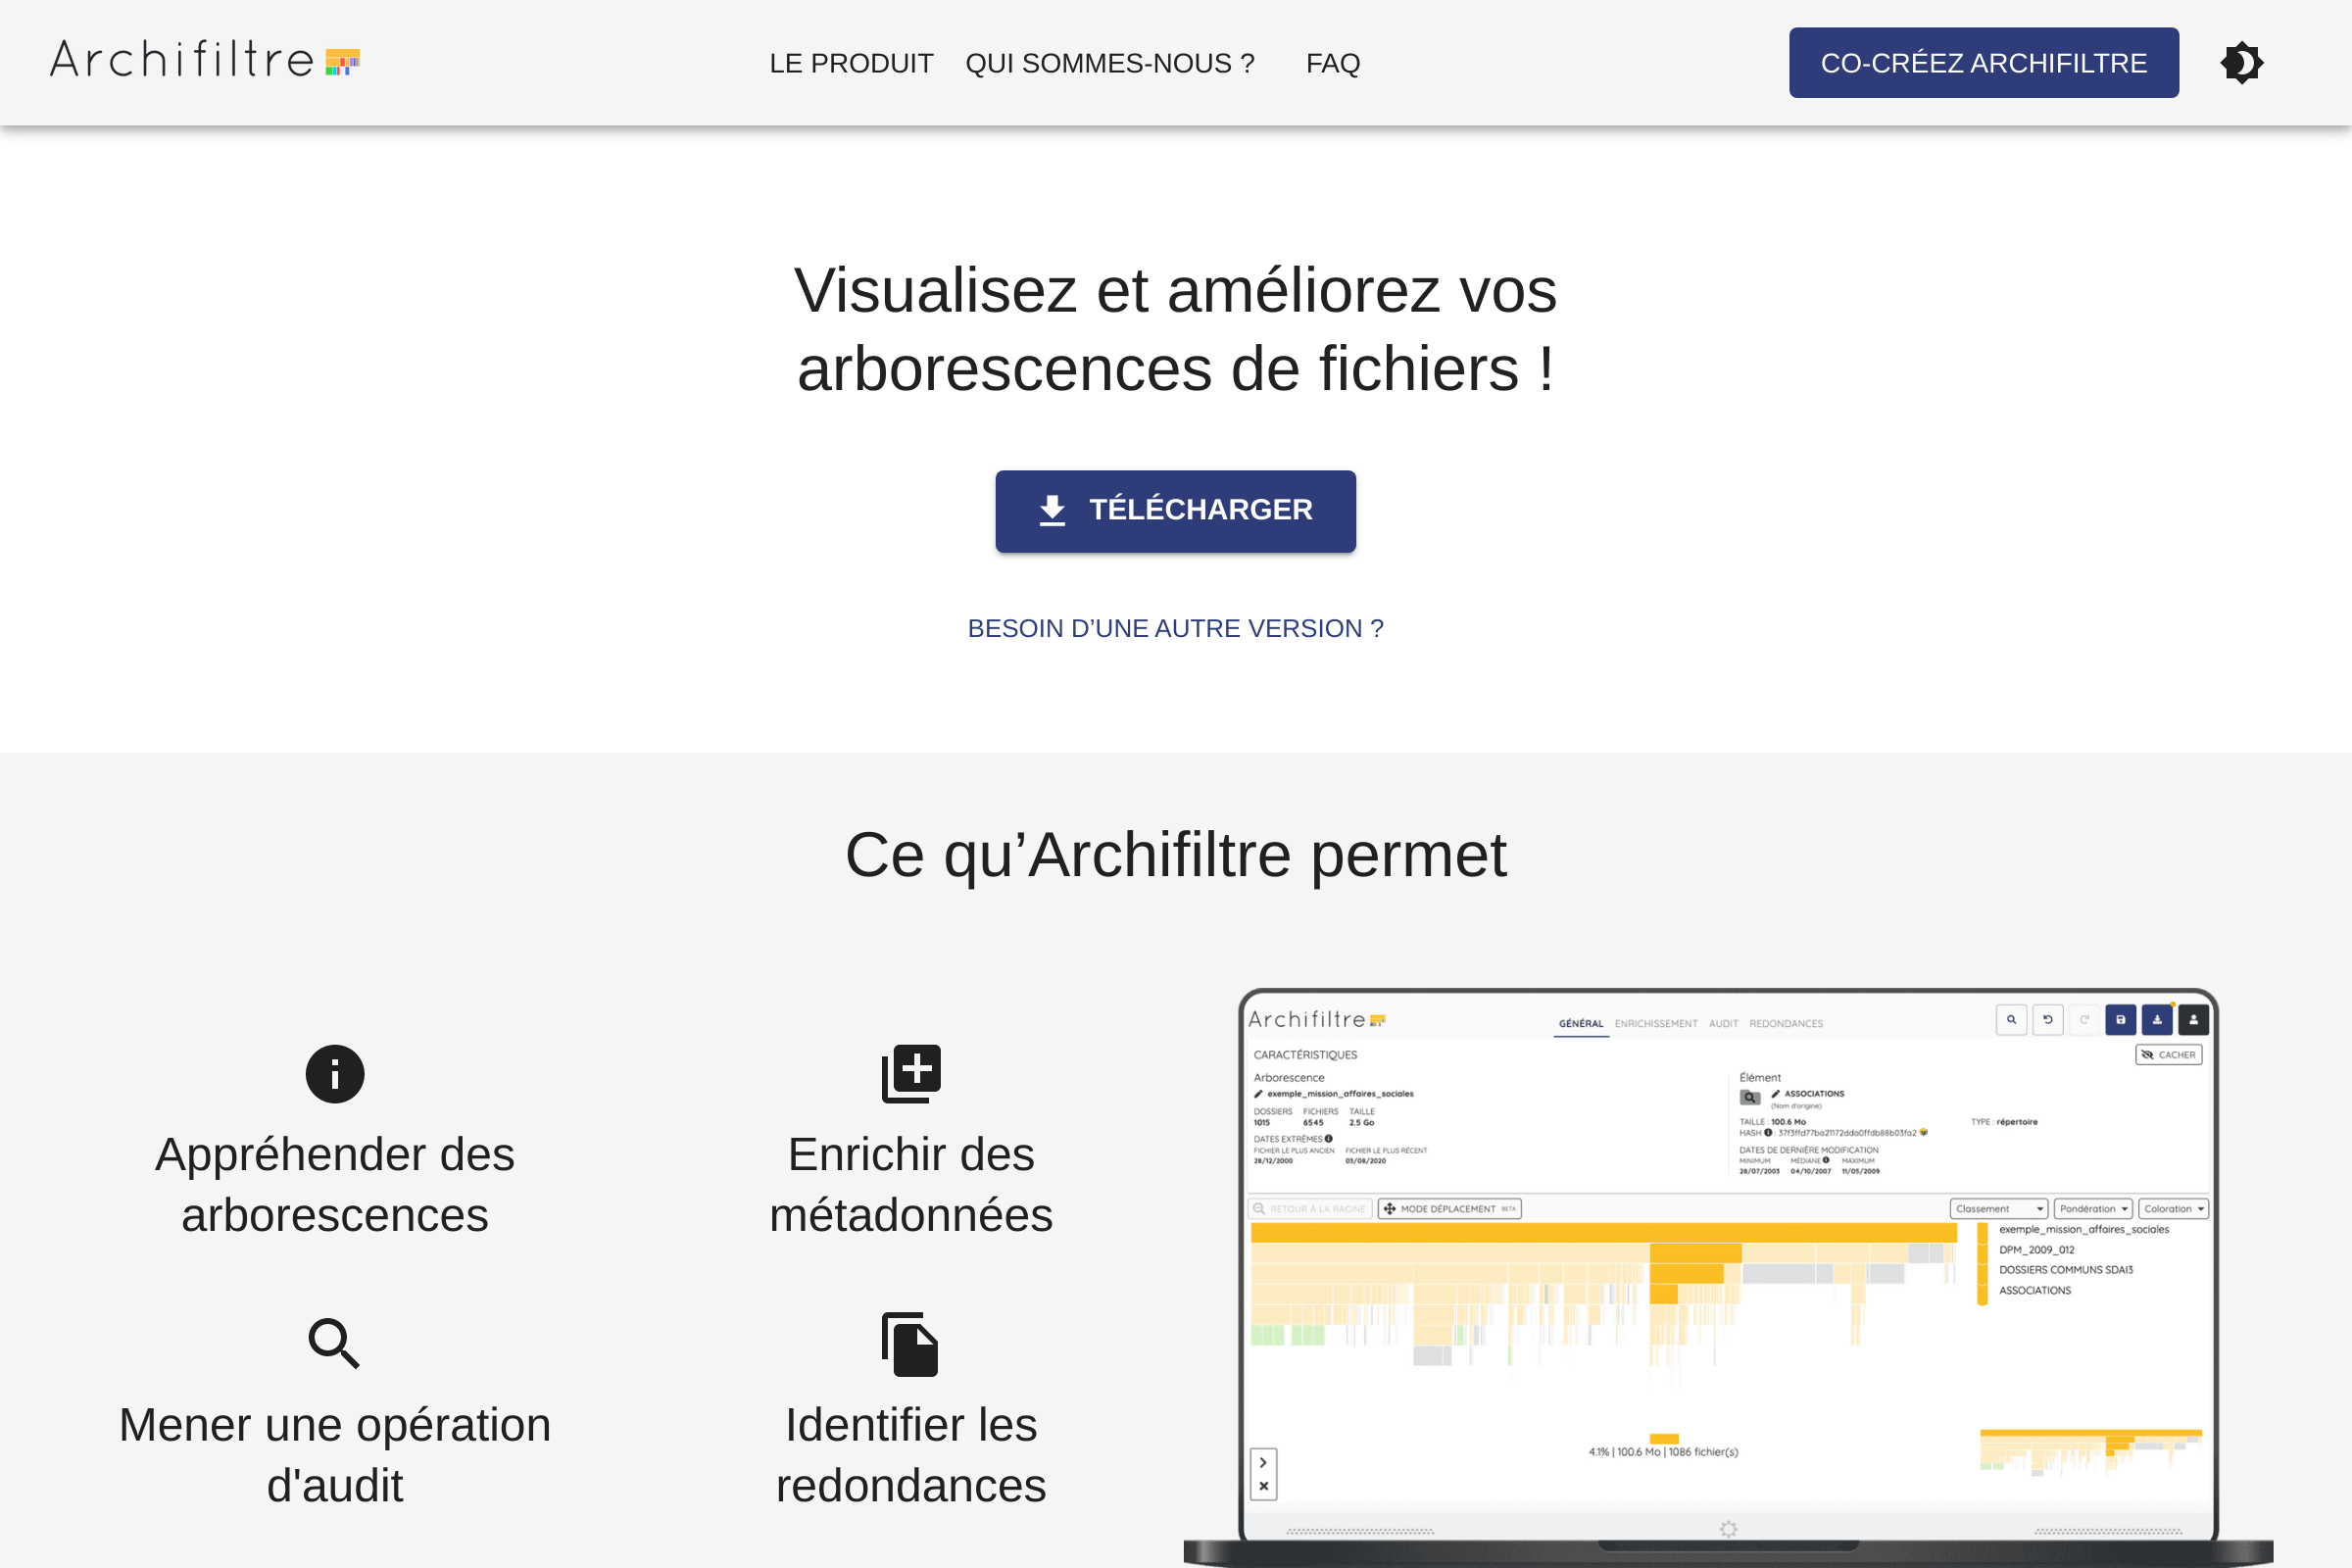 Archifiltre
LE PRODUIT
QUI SOMMES-NOUS ?
FAQ
CO-CRÉEZ ARCHIFILTRE
Visualisez et améliorez vos
arborescences de fichiers !
TÉLÉCHARGER
BESOIN D’UNE AUTRE VERSION ?
Ce qu’Archifiltre permet
Appréhender des
arborescences
Enrichir des
métadonnées
Mener une opération
d'audit
Identifier les
redondances
Archifiltre
GÉNÉRAL ENRICHISSEMENT AUDIT REDONDANCES
CARACTÉRISTIQUES
CACHER
Arborescence
exemple_mission_affaires_sociales
DOSSIERS FICHIERS TAILLE
1015 6545 2.5 Go
DATES EXTRÊMES
FICHIER LE PLUS ANCIEN FICHIER LE PLUS RÉCENT
28/12/2000 03/08/2020
Élément
ASSOCIATIONS
(Nom d'origine)
TAILLE : 100.6 Mo
TYPE : répertoire
HASH : 37f3ffd77ba21172dda0ffdb88b03fa2
DATES DE DERNIÈRE MODIFICATION
MINIMUM MÉDIANE MAXIMUM
28/07/2003 04/10/2007 11/05/2009
RETOUR À LA RACINE
MODE DÉPLACEMENT BETA
Classement
Pondération
Coloration
exemple_mission_affaires_sociales
DPM_2009_012
DOSSIERS COMMUNS SDAI3
ASSOCIATIONS
4.1% | 100.6 Mo | 1086 fichier(s)